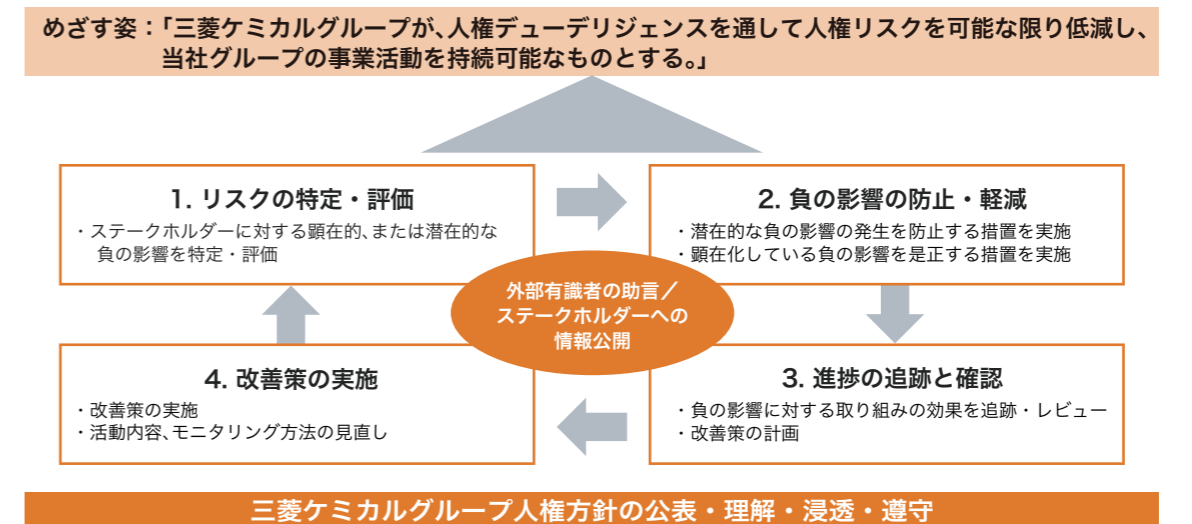 めざす姿：「三菱ケミカルグループが、人権デューデリジェンスを通して人権リスクを可能な限り低減し、
当社グループの事業活動を持続可能なものとする。」
1. リスクの特定・評価
・ステークホルダーに対する顕在的、または潜在的な
負の影響を特定・評価
2. 負の影響の防止・軽減
・潜在的な負の影響の発生を防止する措置を実施
・顕在化している負の影響を是正する措置を実施
外部有識者の助言／
ステークホルダーへの
情報公開
3. 進捗の追跡と確認
・負の影響に対する取り組みの効果を追跡・レビュー
・改善策の計画
4. 改善策の実施
・改善策の実施
・活動内容、モニタリング方法の見直し
三菱ケミカルグループ人権方針の公表・理解・浸透・遵守